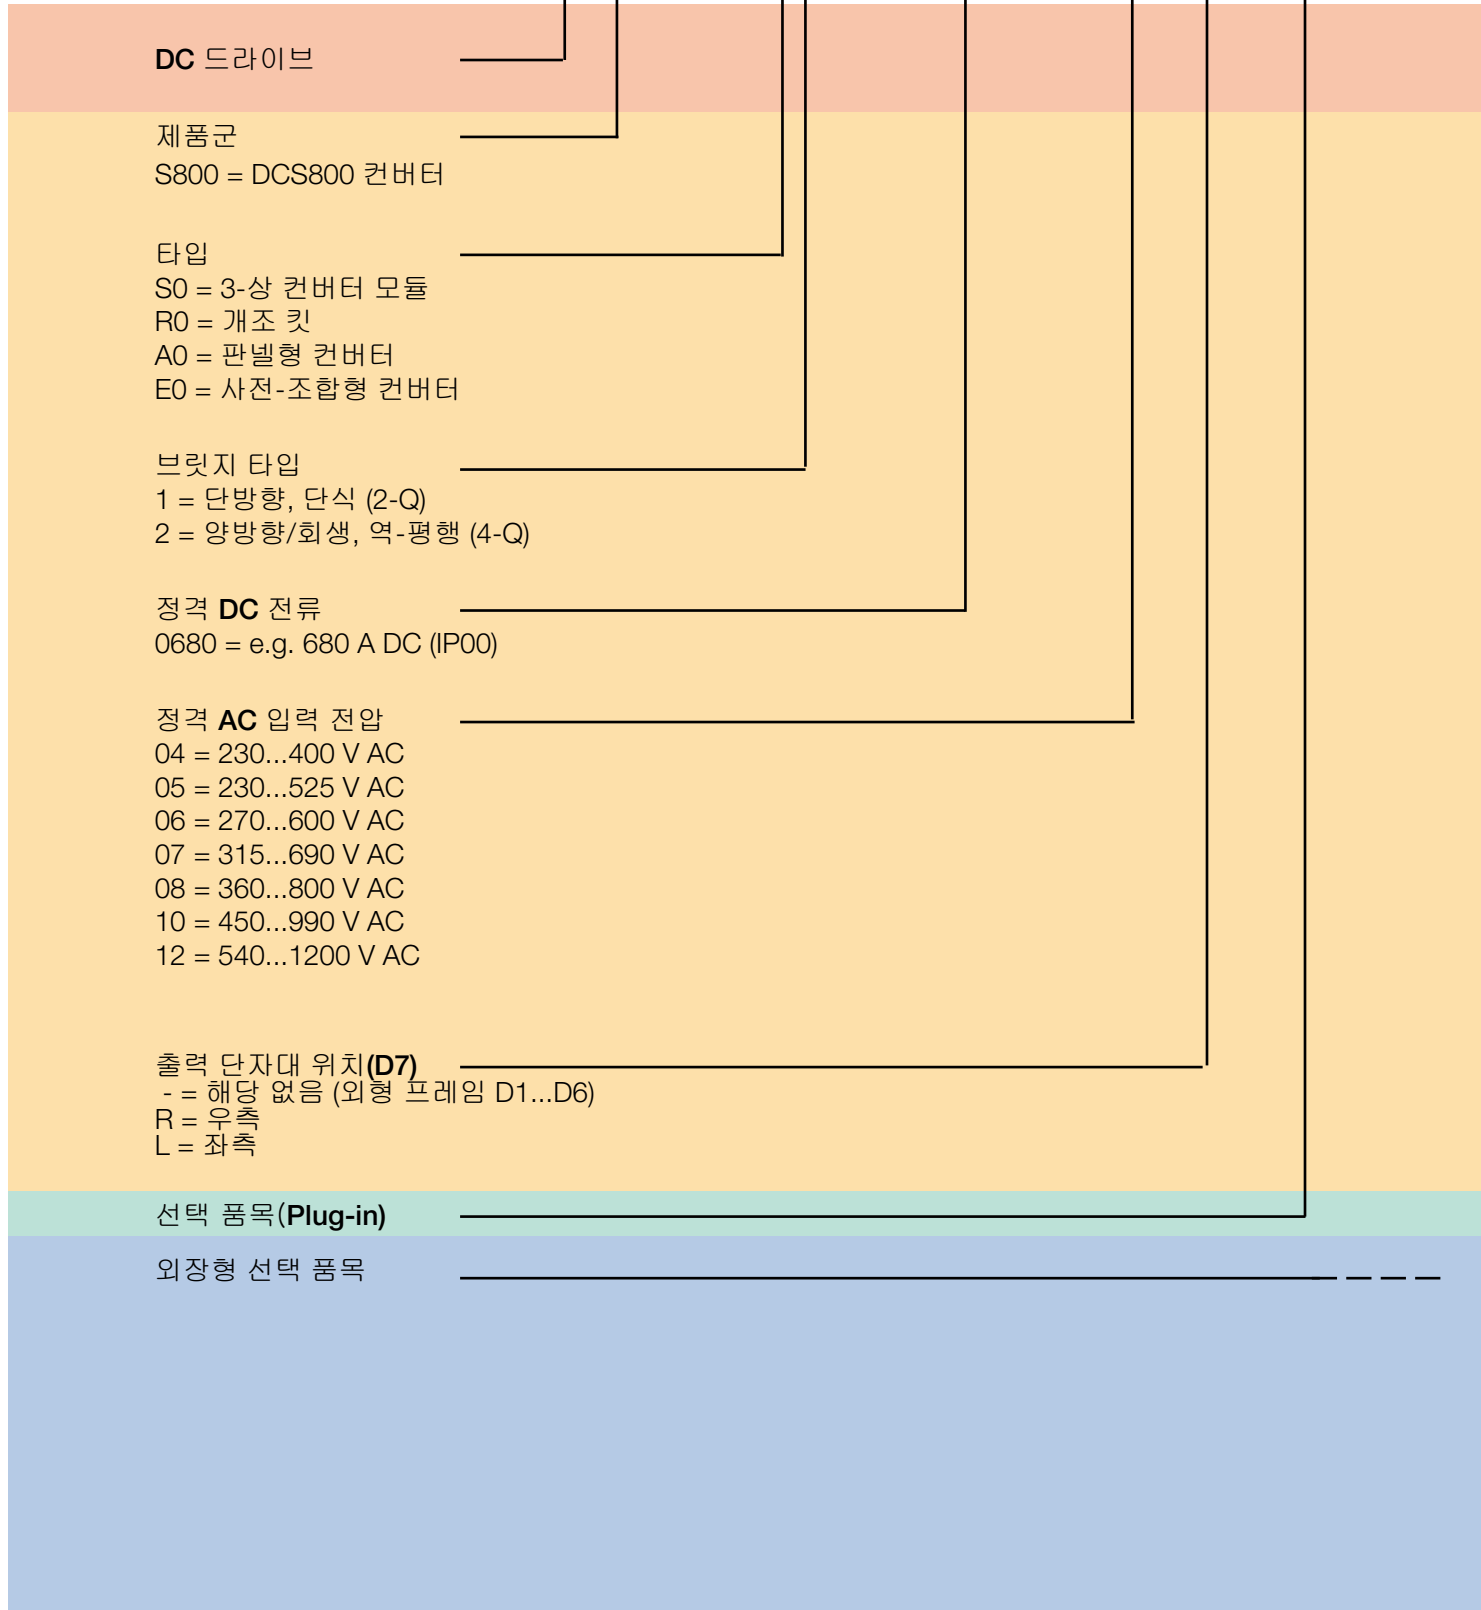 DC 드라이브
제품군
S800 = DCS800 컨버터
타입
S0 = 3-상 컨버터 모듈
R0 = 개조 킷
A0 = 판넬형 컨버터
E0 = 사전-조합형 컨버터
브릿지 타입
1 = 단방향, 단식 (2-Q)
2 = 양방향/회생, 역-평행 (4-Q)
정격 DC 전류
0680 = e.g. 680 A DC (IP00)
정격 AC 입력 전압
04 = 230...400 V AC
05 = 230...525 V AC
06 = 270...600 V AC
07 = 315...690 V AC
08 = 360...800 V AC
10 = 450...990 V AC
12 = 540...1200 V AC
출력 단자대 위치(D7)
- = 해당 없음 (외형 프레임 D1...D6)
R = 우측
L = 좌측
선택 품목(Plug-in)
외장형 선택 품목